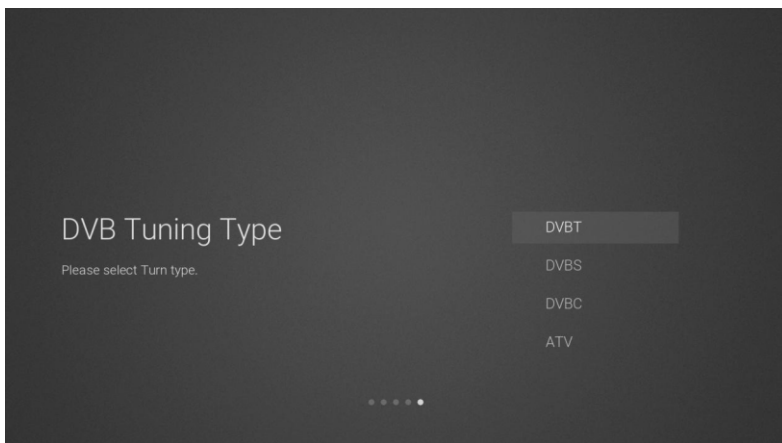 DVB Tuning Type
Please select Turn type.
DVBT
DVBS
DVBC
ATV